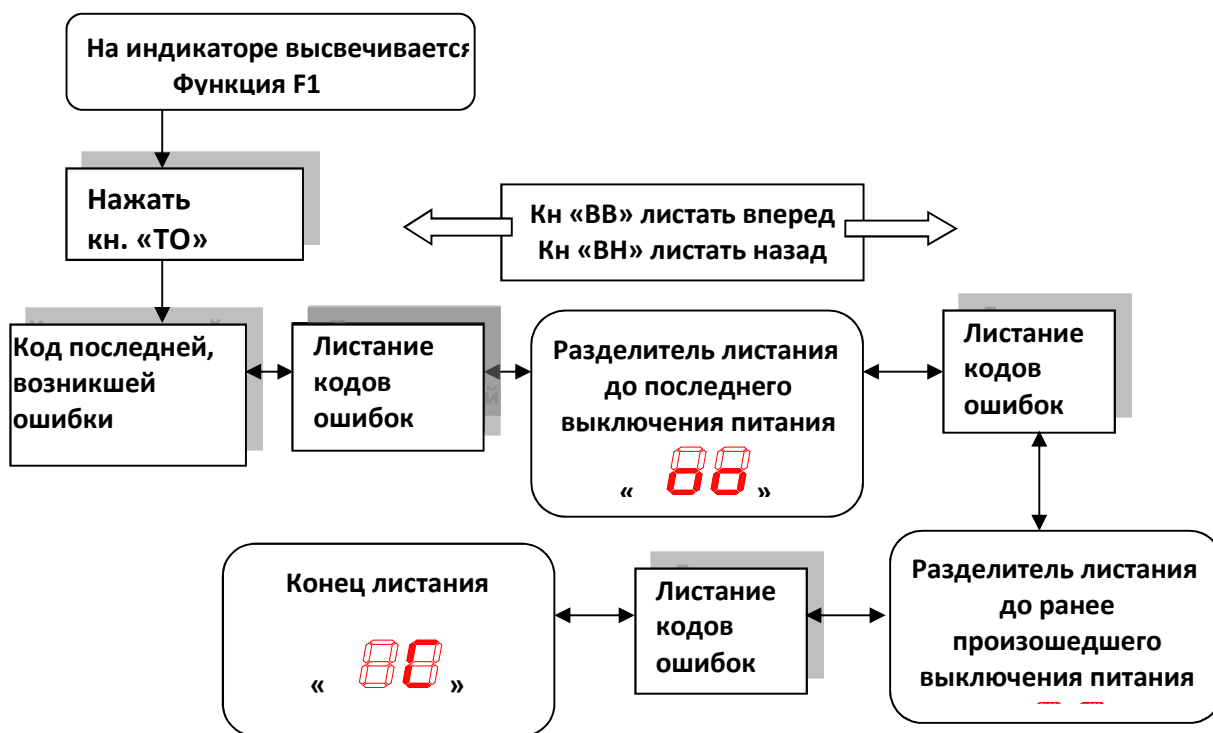 На индикаторе высвечивается
Функция F1
Нажать
кн. «ТО»
Кн «ВВ» листать вперед
Кн «ВН» листать назад
Код последней,
возникшей
ошибки
Листание
кодов
ошибок
Разделитель листания
до последнего
выключения питания
« oo »
Листание
кодов
ошибок
Разделитель листания
до ранее
произошедшего
выключения питания
Листание
кодов
ошибок
Конец листания
« C »